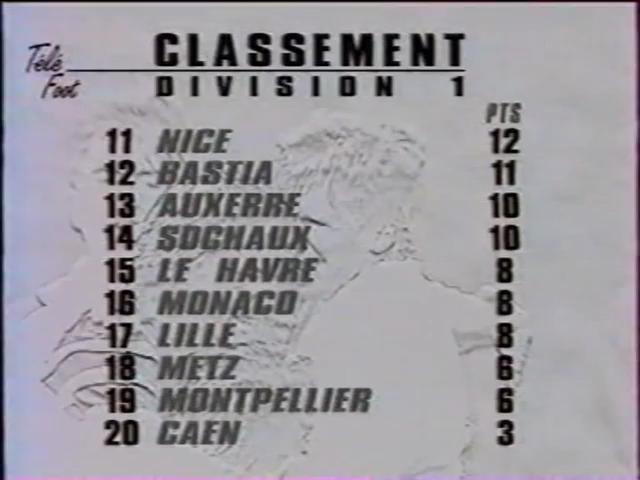 Télé
Foot
CLASSEMENT
DIVISION 1
PTS
11 NICE 12
12 BASTIA 11
13 AUXERRE 10
14 SOCHAUX 10
15 LE HAVRE 8
16 MONACO 8
17 LILLE 8
18 METZ 6
19 MONTPELLIER 6
20 CAEN 3